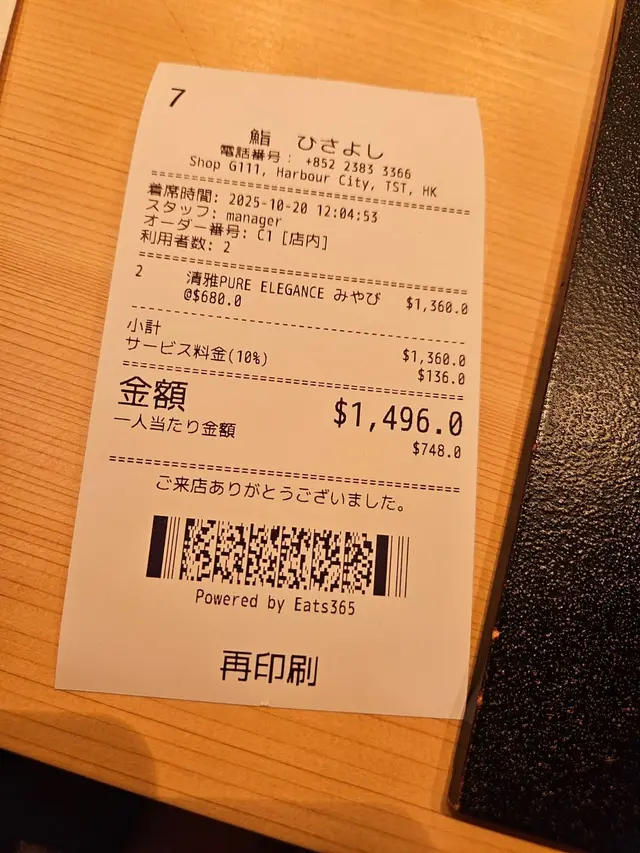 7
鮨 ひさよし
電話番号: +852 2383 3366
Shop G111, Harbour City, TST, HK
着席時間: 2025-10-20 12:04:53
スタッフ: manager
オーダー番号: C1 [店内]
利用者数: 2
2 清雅PURE ELEGANCE みやび $1,360.0
@$680.0
小計 $1,360.0
サービス料金(10%) $136.0
金額 $1,496.0
一人当たり金額 $748.0
ご来店ありがとうございました。
Powered by Eats365
再印刷